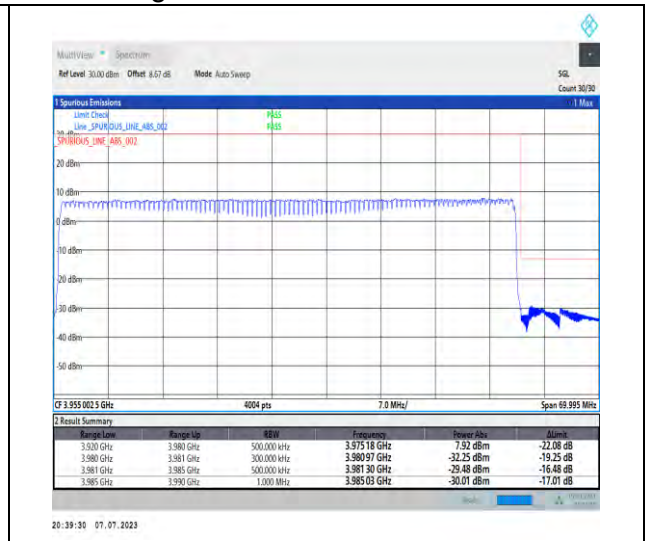 MultiView Spectrum
Ref Level 30.00 dBm Offset 8.67 dB Mode Auto Sweep SGL
Count 30/30
1 Spurious Emissions 1 Max
Limit Check PASS
Line _SPURIOUS_LINE_ABS_002 PASS
30 dBm
_SPURIOUS_LINE_ABS_002
20 dBm
10 dBm
0 dBm
-10 dBm
-20 dBm
-30 dBm
-40 dBm
-50 dBm
CF 3.955 002 5 GHz 4004 pts 7.0 MHz/ Span 69.995 MHz
2 Result Summary
Range Low Range Up RBW Frequency Power Abs ΔLimit
3.920 GHz 3.980 GHz 500.000 kHz 3.975 18 GHz 7.92 dBm -22.08 dB
3.980 GHz 3.981 GHz 300.000 kHz 3.980 97 GHz -32.25 dBm -19.25 dB
3.981 GHz 3.985 GHz 500.000 kHz 3.981 30 GHz -29.48 dBm -16.48 dB
3.985 GHz 3.990 GHz 1.000 MHz 3.985 03 GHz -30.01 dBm -17.01 dB
20:39:30 07.07.2023